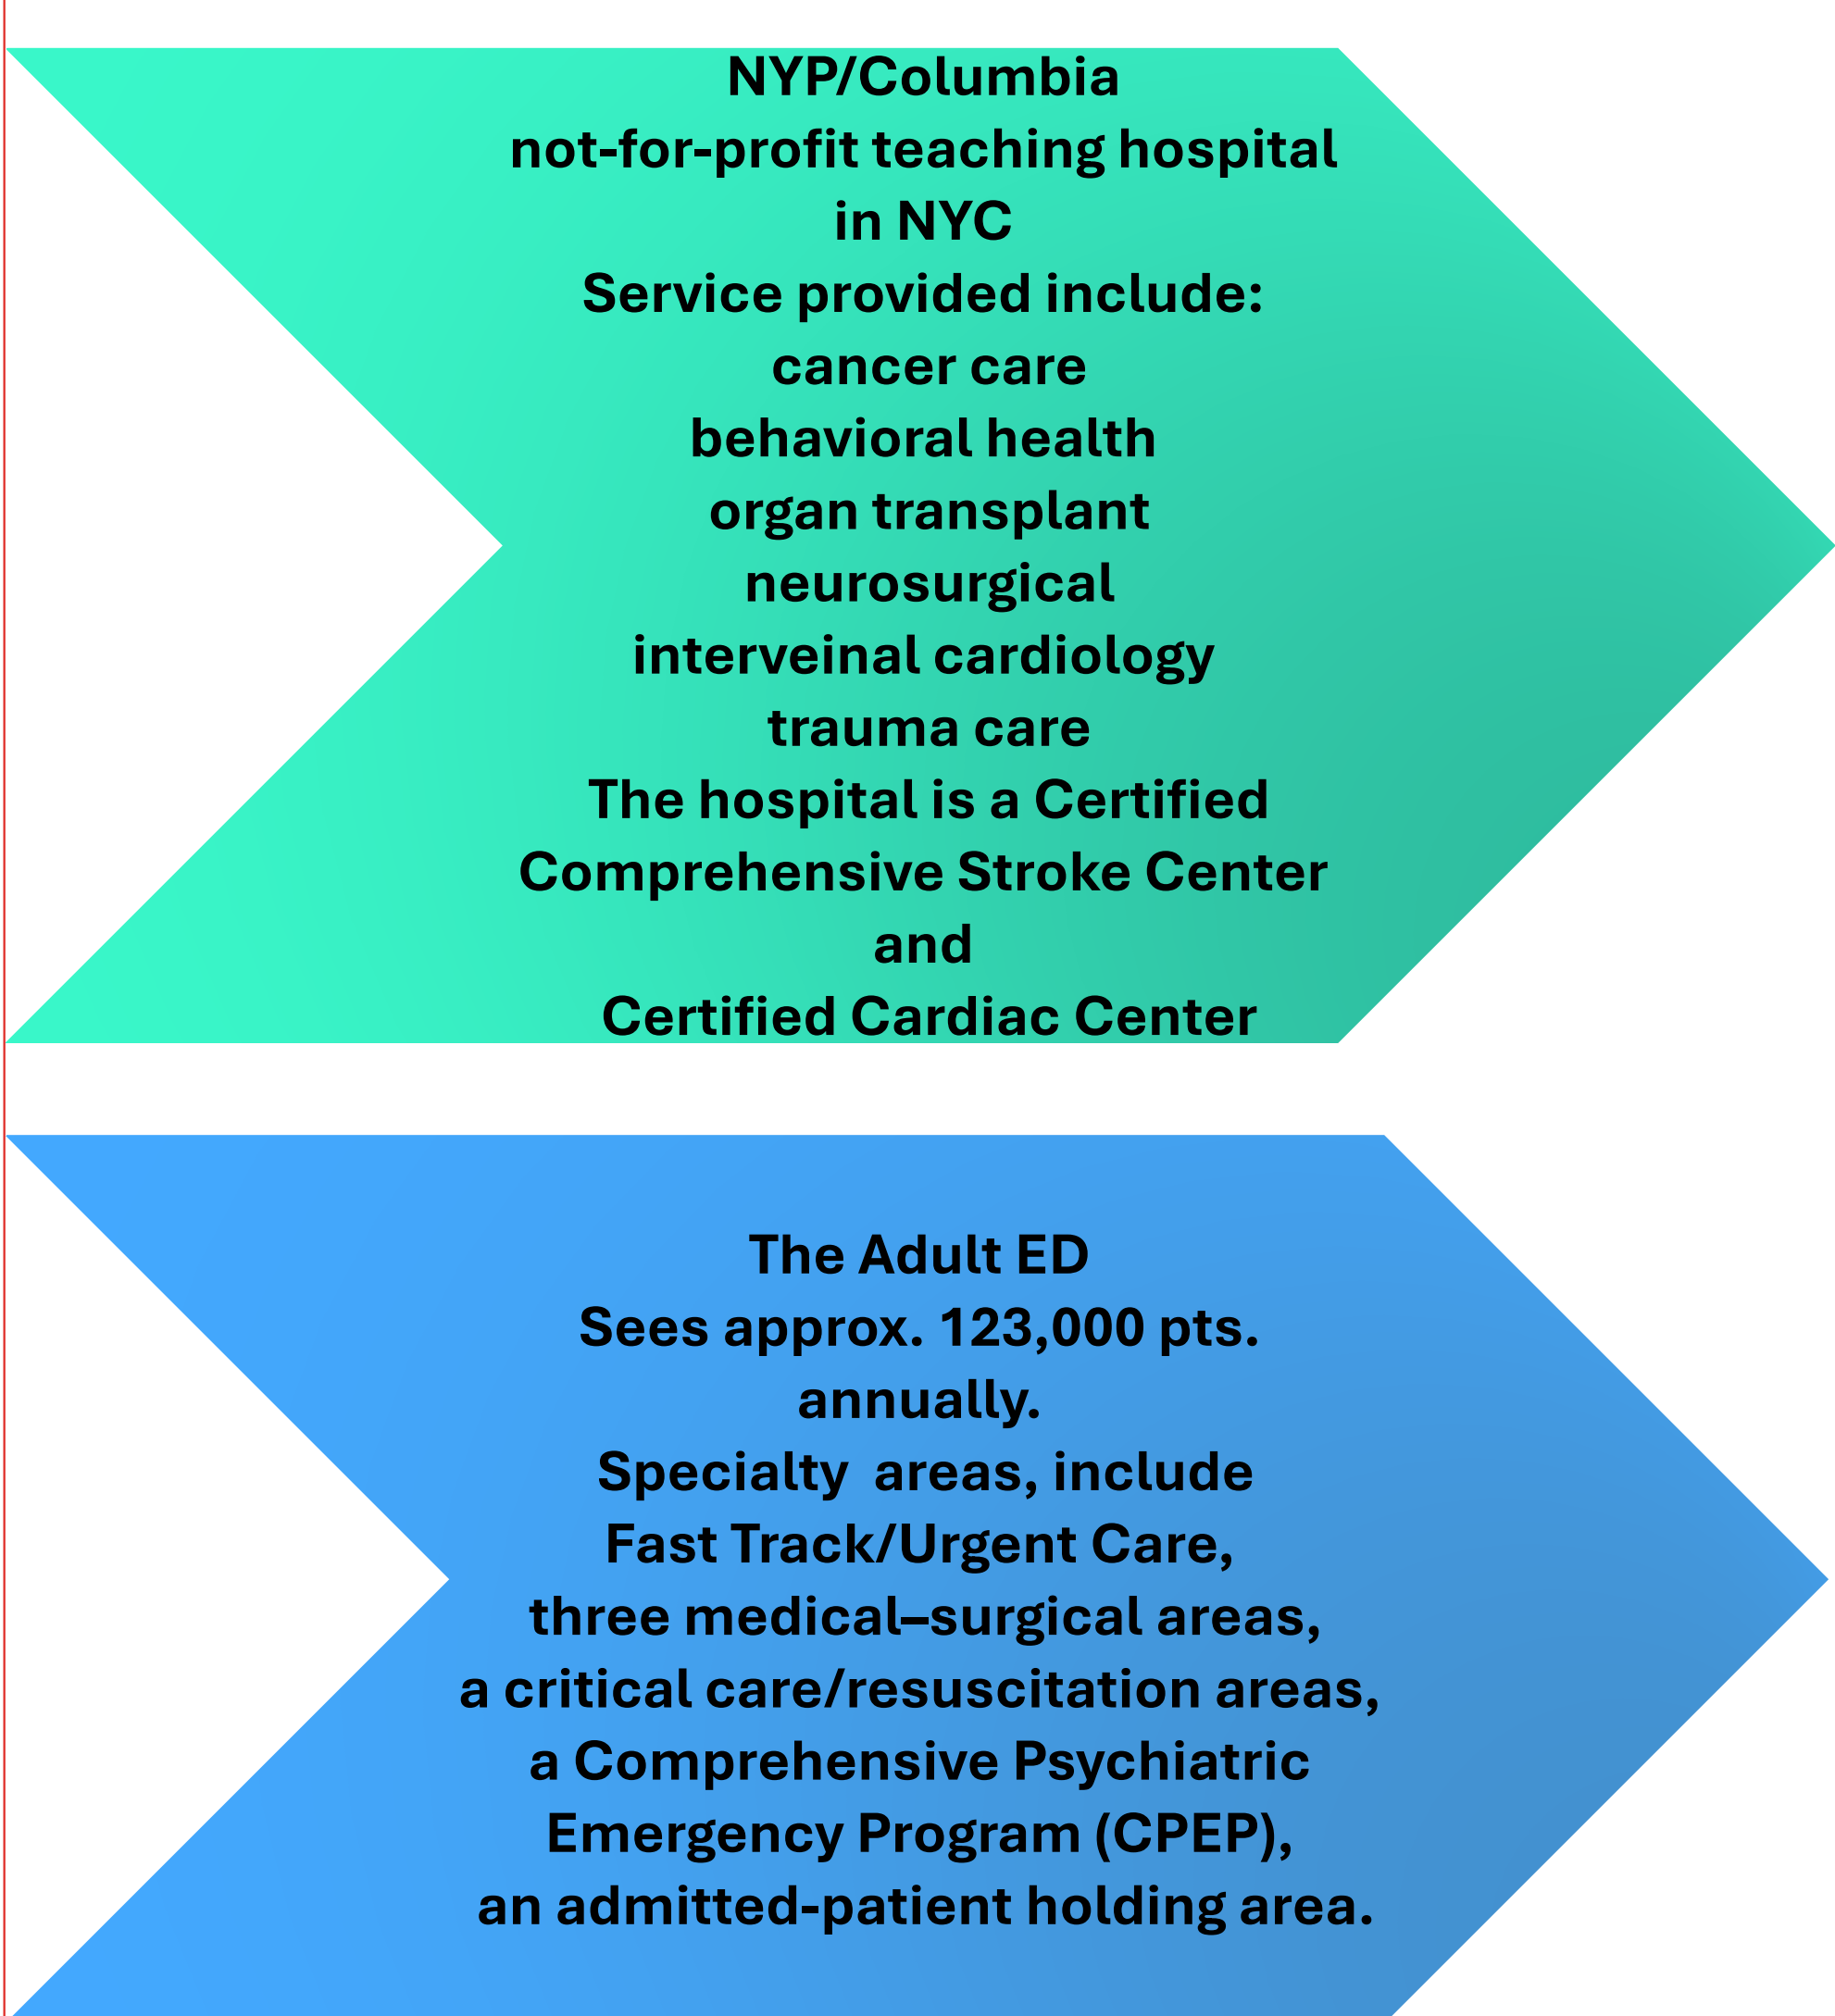 NYP/Columbia
not-for-profit teaching hospital
in NYC
Service provided include:
cancer care
behavioral health
organ transplant
neurosurgical
interveinal cardiology
trauma care
The hospital is a Certified
Comprehensive Stroke Center
and
Certified Cardiac Center
The Adult ED
Sees approx. 123,000 pts.
annually.
Specialty  areas, include
Fast Track/Urgent Care,
three medical–surgical areas,
a critical care/resuscitation areas,
a Comprehensive Psychiatric
Emergency Program (CPEP),
an admitted-patient holding area.